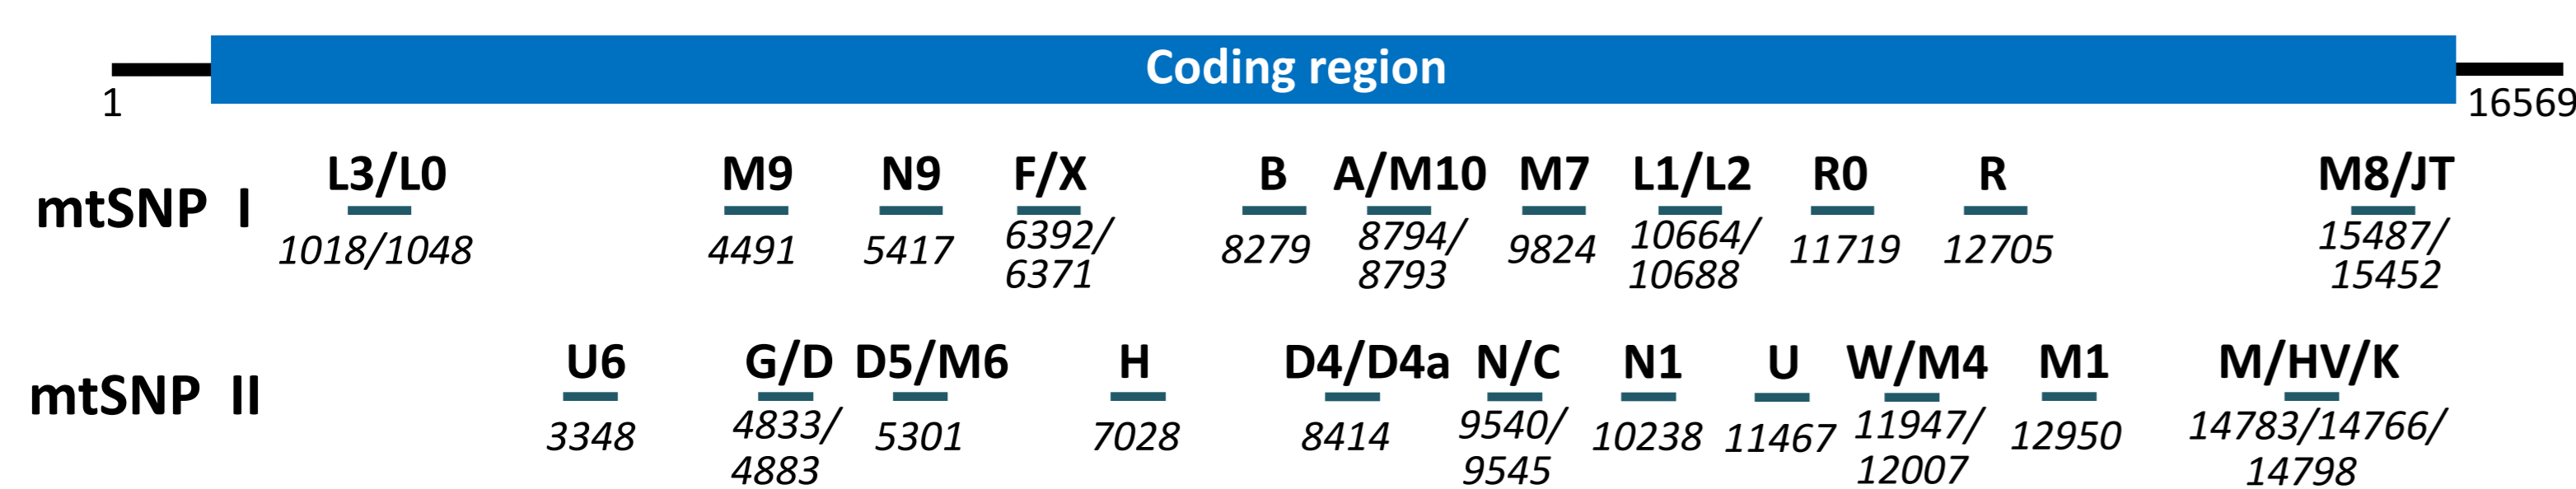 Coding region
1 16569
mtSNP I
L3/L0 M9 N9 F/X B A/M10 M7 L1/L2 R0 R M8/JT
1018/1048 4491 5417 6392/ 8279 8794/ 9824 10664/ 11719 12705 15487/
6371 8793 10688 15452
mtSNP II
U6 G/D D5/M6 H D4/D4a N/C N1 U W/M4 M1 M/HV/K
3348 4833/ 5301 7028 8414 9540/ 10238 11467 11947/ 12950 14783/14766/
4883 9545 12007 14798